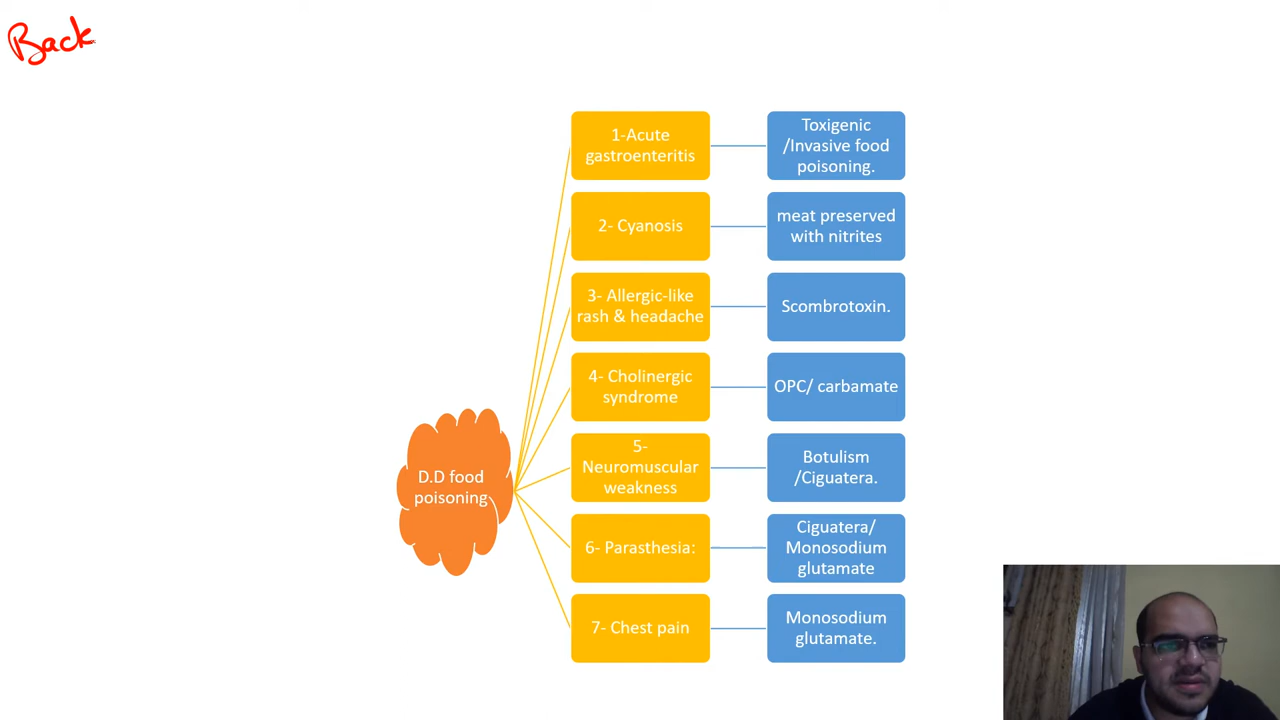 Back
1-Acute
gastroenteritis
Toxigenic
/Invasive food
poisoning.
2- Cyanosis
meat preserved
with nitrites
3- Allergic-like
rash & headache
Scombrotoxin.
4- Cholinergic
syndrome
OPC/ carbamate
5-
Neuromuscular
weakness
Botulism
/Ciguatera.
D.D food
poisoning
6- Parasthesia:
Ciguatera/
Monosodium
glutamate
7- Chest pain
Monosodium
glutamate.